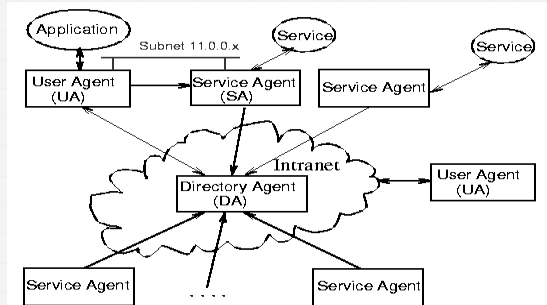 Application
Subnet 11.0.0.x
Service
Service
User Agent
(UA)
Service Agent
(SA)
Service Agent
Intranet
Directory Agent
(DA)
User Agent
(UA)
Service Agent
. . . .
Service Agent